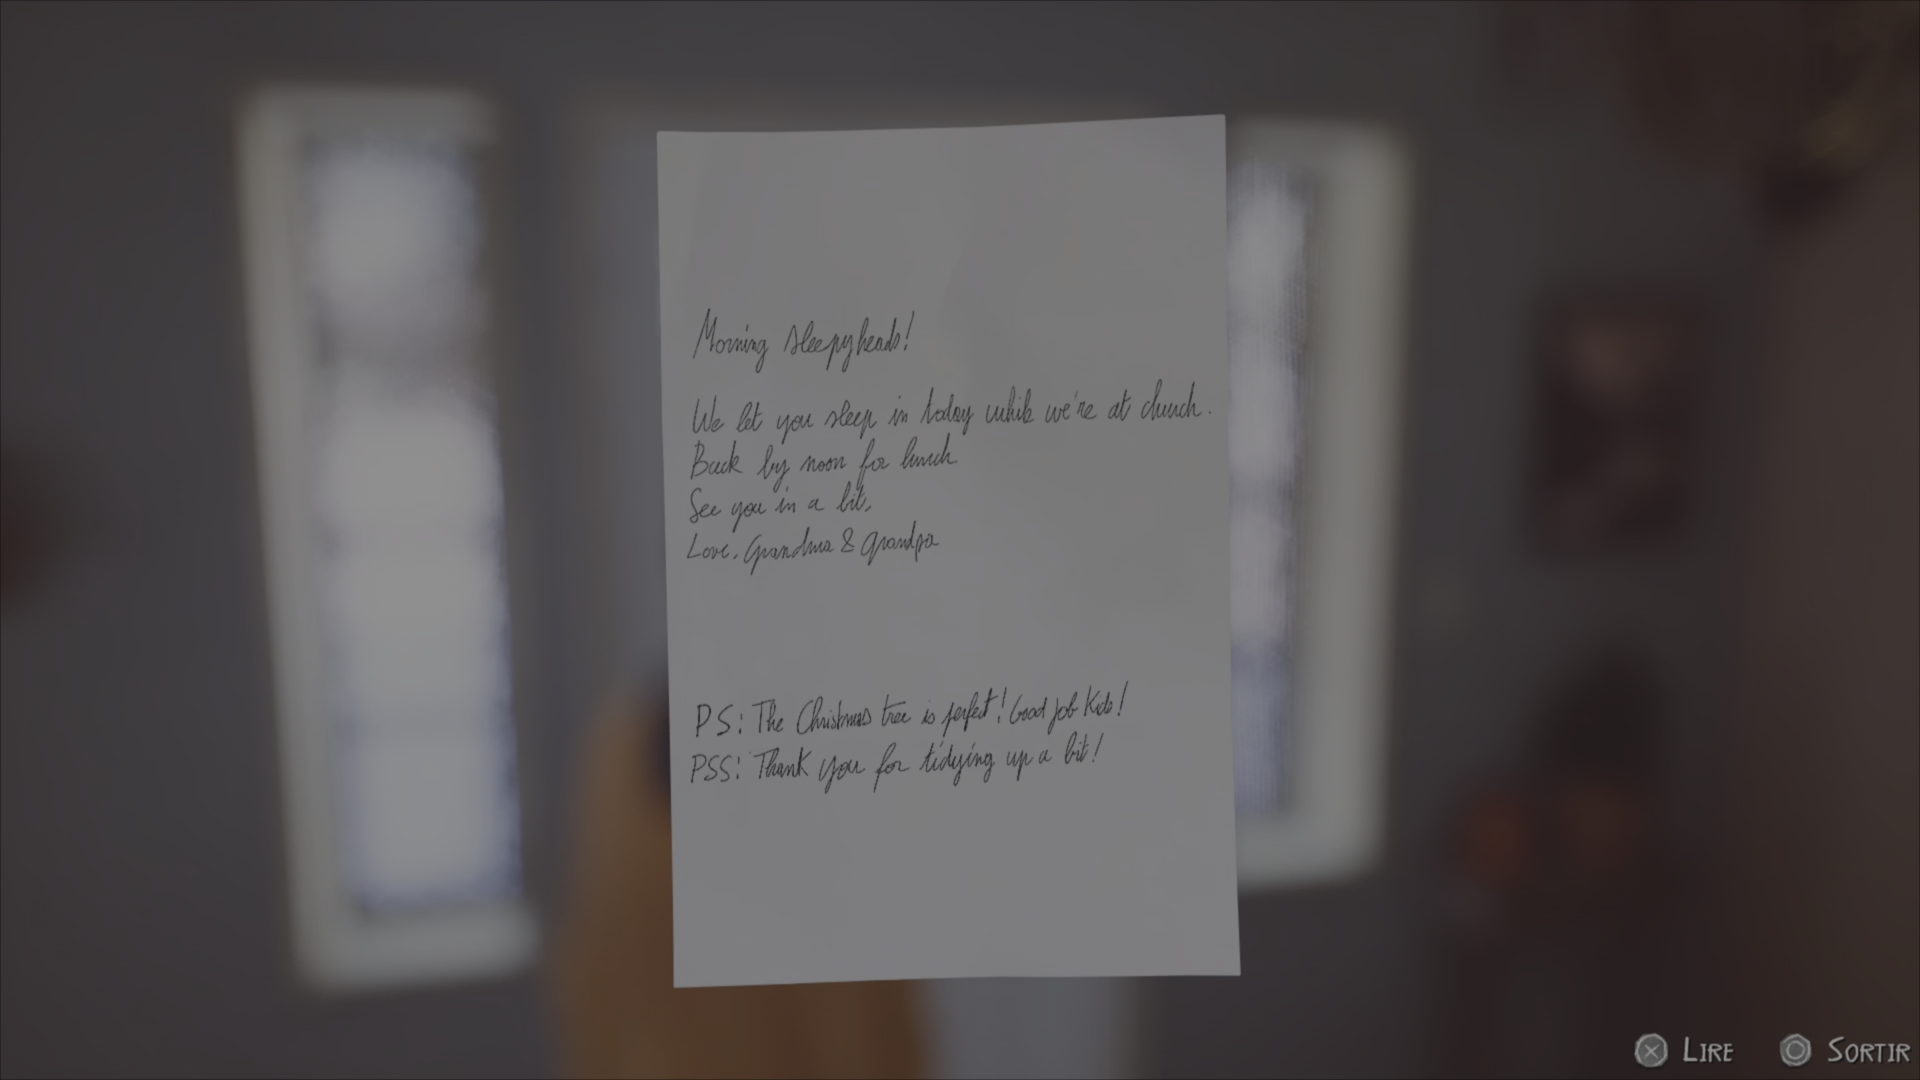 Morning sleepyheads!
We let you sleep in today while we're at church.
Back by noon for lunch
See you in a bit,
Love, Grandma & Grandpa
PS: The Christmas tree is perfect! Good job Kids!
PSS: Thank you for tidying up a bit!
LIRE SORTIR